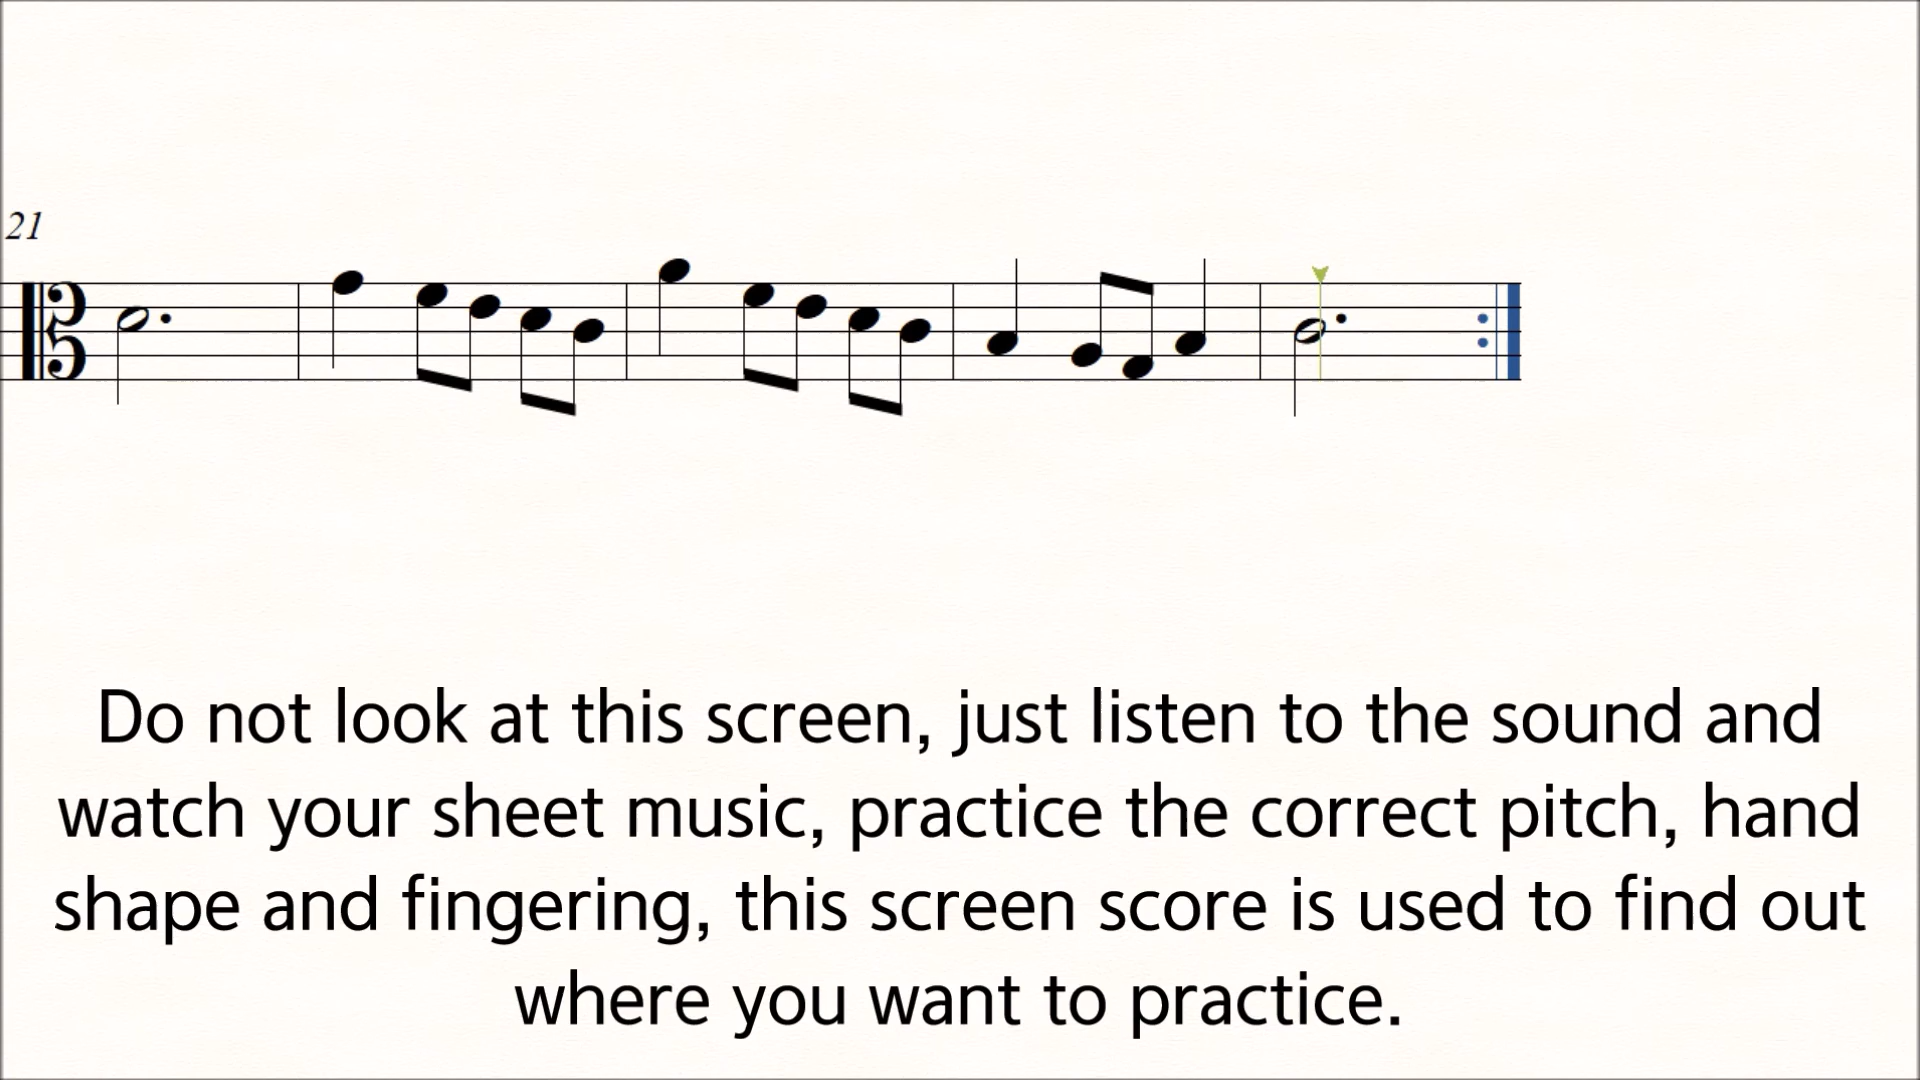 21
Do not look at this screen, just listen to the sound and
watch your sheet music, practice the correct pitch, hand
shape and fingering, this screen score is used to find out
where you want to practice.